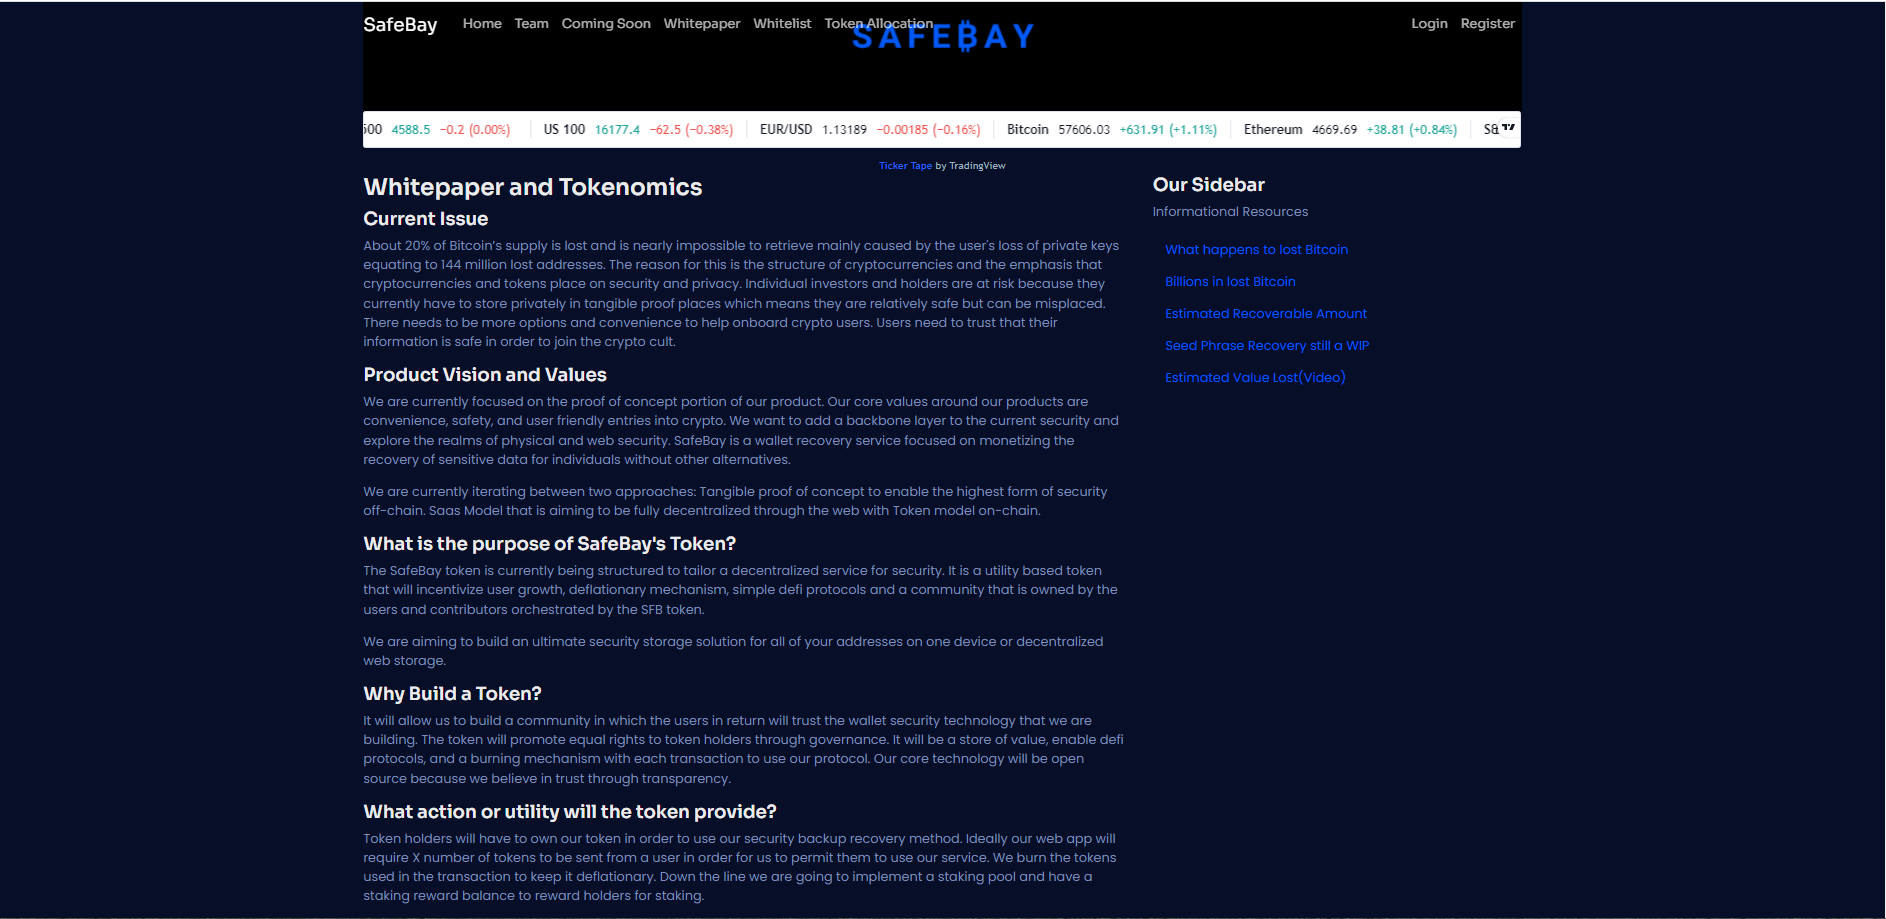 SafeBay Home Team Coming Soon Whitepaper Whitelist Token Allocation Login Register
SAFE₿AY
500 4588.5 −0.2 (0.00%) US 100 16177.4 −62.5 (−0.38%) EUR/USD 1.13189 −0.00185 (−0.16%) Bitcoin 57606.03 +631.91 (+1.11%) Ethereum 4669.69 +38.81 (+0.84%) S&
Ticker Tape by TradingView
Whitepaper and Tokenomics
Current Issue
About 20% of Bitcoin’s supply is lost and is nearly impossible to retrieve mainly caused by the user's loss of private keys
equating to 144 million lost addresses. The reason for this is the structure of cryptocurrencies and the emphasis that
cryptocurrencies and tokens place on security and privacy. Individual investors and holders are at risk because they
currently have to store privately in tangible proof places which means they are relatively safe but can be misplaced.
There needs to be more options and convenience to help onboard crypto users. Users need to trust that their
information is safe in order to join the crypto cult.
Product Vision and Values
We are currently focused on the proof of concept portion of our product. Our core values around our products are
convenience, safety, and user friendly entries into crypto. We want to add a backbone layer to the current security and
explore the realms of physical and web security. SafeBay is a wallet recovery service focused on monetizing the
recovery of sensitive data for individuals without other alternatives.
We are currently iterating between two approaches: Tangible proof of concept to enable the highest form of security
off-chain. Saas Model that is aiming to be fully decentralized through the web with Token model on-chain.
What is the purpose of SafeBay's Token?
The SafeBay token is currently being structured to tailor a decentralized service for security. It is a utility based token
that will incentivize user growth, deflationary mechanism, simple defi protocols and a community that is owned by the
users and contributors orchestrated by the SFB token.
We are aiming to build an ultimate security storage solution for all of your addresses on one device or decentralized
web storage.
Why Build a Token?
It will allow us to build a community in which the users in return will trust the wallet security technology that we are
building. The token will promote equal rights to token holders through governance. It will be a store of value, enable defi
protocols, and a burning mechanism with each transaction to use our protocol. Our core technology will be open
source because we believe in trust through transparency.
What action or utility will the token provide?
Token holders will have to own our token in order to use our security backup recovery method. Ideally our web app will
require X number of tokens to be sent from a user in order for us to permit them to use our service. We burn the tokens
used in the transaction to keep it deflationary. Down the line we are going to implement a staking pool and have a
staking reward balance to reward holders for staking.
Our Sidebar
Informational Resources
What happens to lost Bitcoin
Billions in lost Bitcoin
Estimated Recoverable Amount
Seed Phrase Recovery still a WIP
Estimated Value Lost(Video)